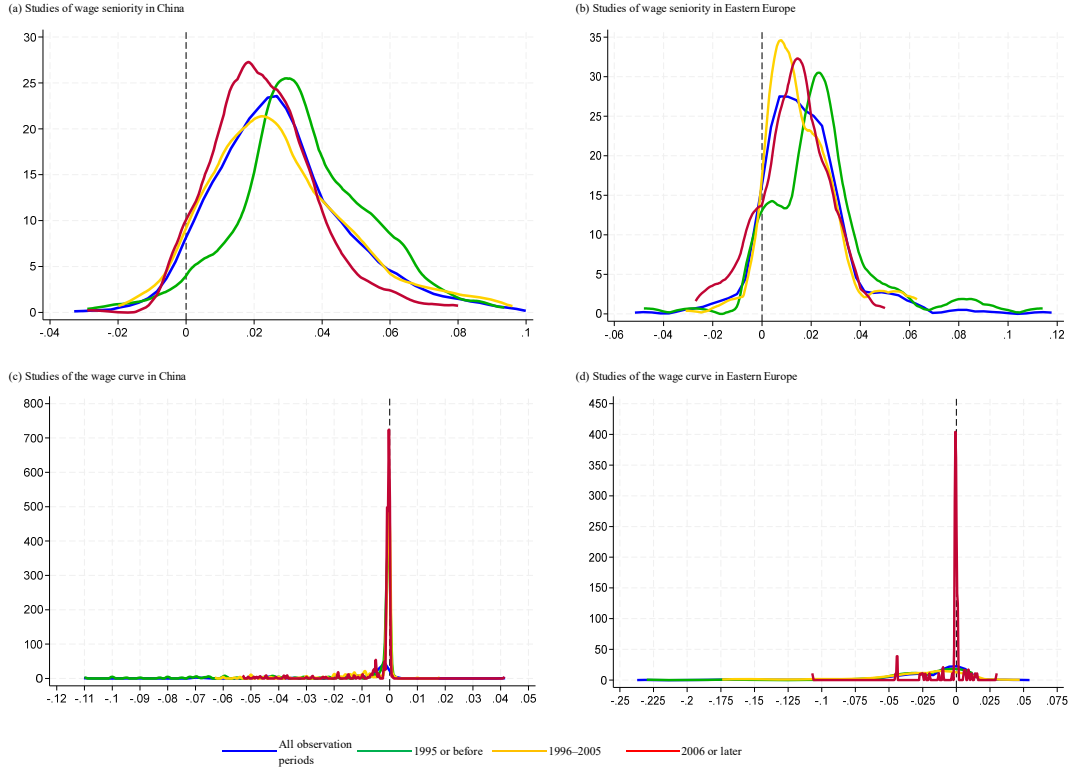 (a) Studies of wage seniority in China
30
25
20
15
10
5
0
-.04 -.02 0 .02 .04 .06 .08 .1
(b) Studies of wage seniority in Eastern Europe
35
30
25
20
15
10
5
0
-.06 -.04 -.02 0 .02 .04 .06 .08 .1 .12
(c) Studies of the wage curve in China
800
700
600
500
400
300
200
100
0
-.12 -.11 -.1 -.09 -.08 -.07 -.06 -.05 -.04 -.03 -.02 -.01 0 .01 .02 .03 .04 .05
(d) Studies of the wage curve in Eastern Europe
450
400
350
300
250
200
150
100
50
0
-.25 -.225 -.2 -.175 -.15 -.125 -.1 -.075 -.05 -.025 0 .025 .05 .075
All observation
periods
1995 or before
1996–2005
2006 or later